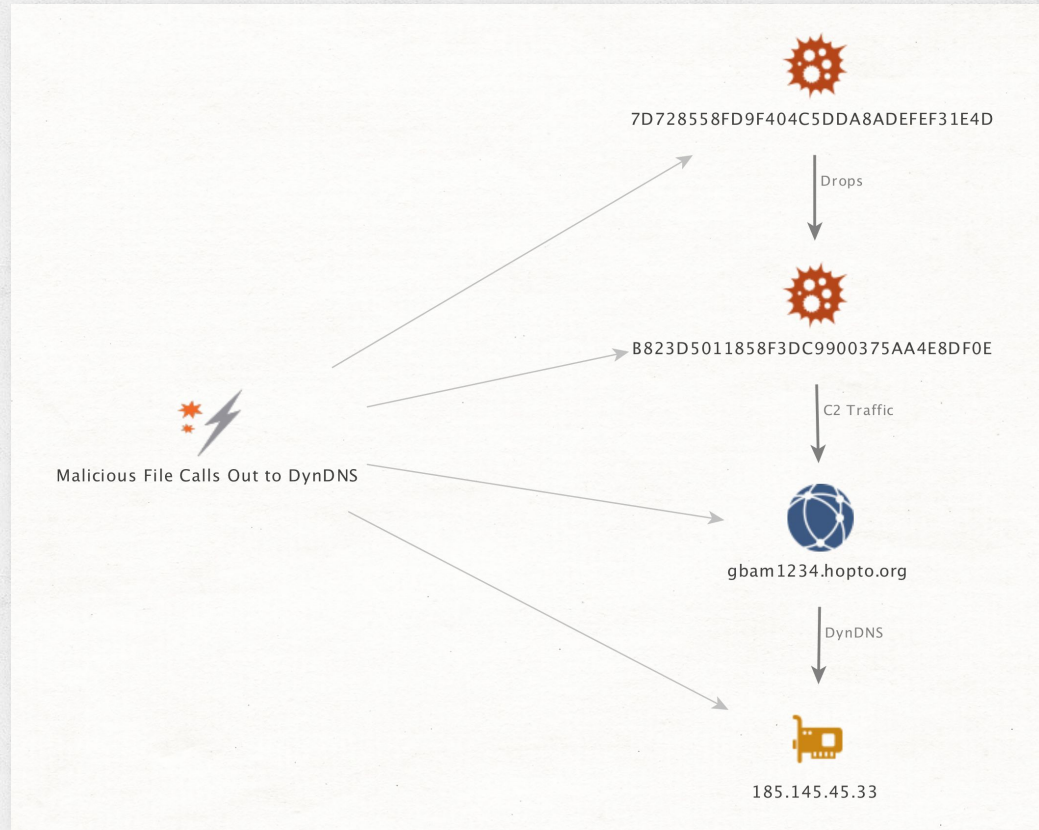 7D728558FD9F404C5DDA8ADEFEF31E4D
Drops
B823D5011858F3DC9900375AA4E8DF0E
C2 Traffic
Malicious File Calls Out to DynDNS
gbam1234.hopto.org
DynDNS
185.145.45.33